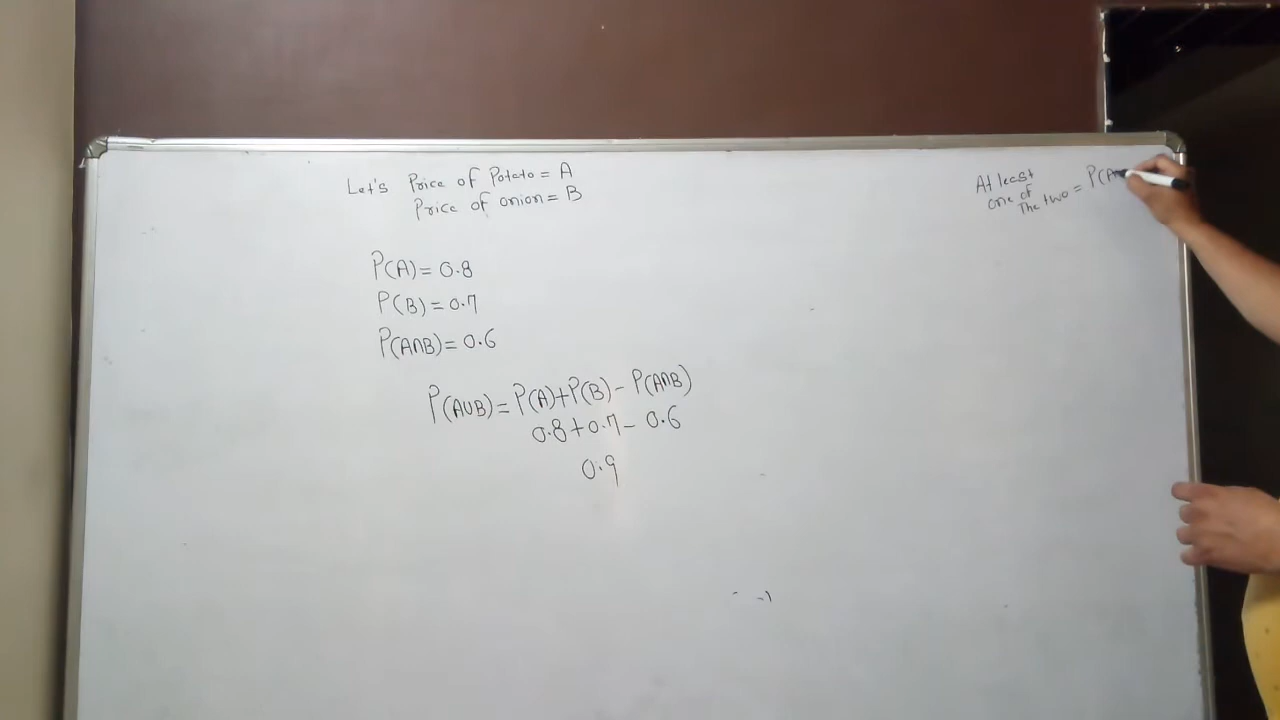 Let's Price of Potato = A
Price of onion = B
At least
one of
The two = P(A
P(A) = 0.8
P(B) = 0.7
P(A∩B) = 0.6
P(A∪B) = P(A)+P(B) - P(A∩B)
0.8+0.7 - 0.6
0.9